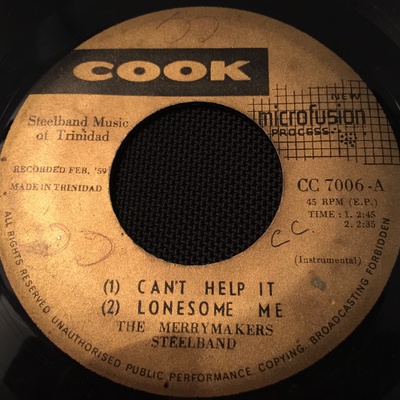 COOK
Steelband Music
of Trinidad
NEW
microfusion
PROCESS
RECORDED FEB, '59
MADE IN TRINIDAD
CC 7006-A
45 RPM (E.P.)
TIME: 1. 2:45
2. 2:35
CC.
(Instrumental)
(1) CAN'T HELP IT
(2) LONESOME ME
THE MERRYMAKERS
STEELBAND
ALL RIGHTS RESERVED UNAUTHORISED PUBLIC PERFORMANCE COPYING, BROADCASTING FORBIDDEN